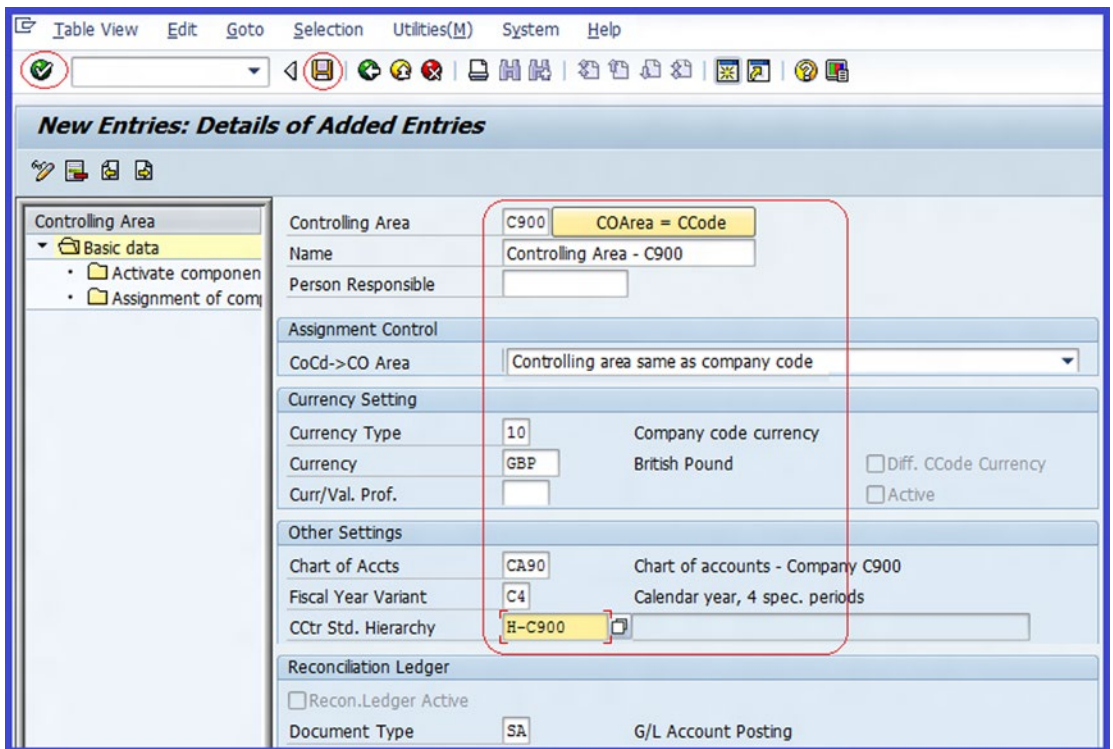 Table View Edit Goto Selection Utilities(M) System Help
New Entries: Details of Added Entries
Controlling Area
Basic data
Activate componen
Assignment of comp
Controlling Area C900 COArea = CCode
Name Controlling Area - C900
Person Responsible
Assignment Control
CoCd->CO Area Controlling area same as company code
Currency Setting
Currency Type 10 Company code currency
Currency GBP British Pound Diff. CCode Currency
Curr/Val. Prof. Active
Other Settings
Chart of Accts CA90 Chart of accounts - Company C900
Fiscal Year Variant C4 Calendar year, 4 spec. periods
CCtr Std. Hierarchy H-C900
Reconciliation Ledger
Recon.Ledger Active
Document Type SA G/L Account Posting